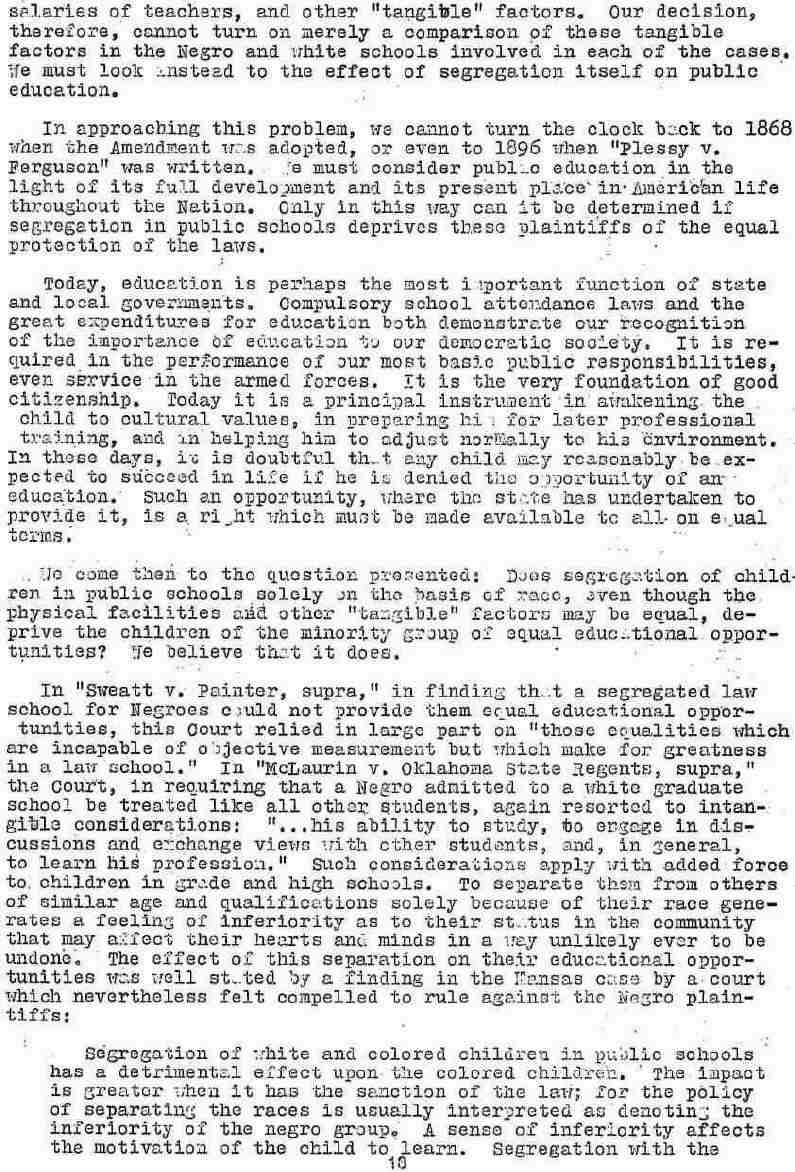 salaries of teachers, and other "tangible" factors. Our decision,
therefore, cannot turn on merely a comparison of these tangible
factors in the Negro and white schools involved in each of the cases.
We must look instead to the effect of segregation itself on public
education.
In approaching this problem, we cannot turn the clock back to 1868
when the Amendment was adopted, or even to 1896 when "Plessy v.
Ferguson" was written. We must consider public education in the
light of its full development and its present place in American life
throughout the Nation. Only in this way can it be determined if
segregation in public schools deprives these plaintiffs of the equal
protection of the laws.
Today, education is perhaps the most important function of state
and local governments. Compulsory school attendance laws and the
great expenditures for education both demonstrate our recognition
of the importance of education to our democratic society. It is re-
quired in the performance of our most basic public responsibilities,
even service in the armed forces. It is the very foundation of good
citizenship. Today it is a principal instrument in awakening the
child to cultural values, in preparing him for later professional
training, and in helping him to adjust normally to his environment.
In these days, it is doubtful that any child may reasonably be ex-
pected to succeed in life if he is denied the opportunity of an
education. Such an opportunity, where the state has undertaken to
provide it, is a right which must be made available to all on equal
terms.
We come then to the question presented: Does segregation of child-
ren in public schools solely on the basis of race, even though the
physical facilities and other "tangible" factors may be equal, de-
prive the children of the minority group of equal educational oppor-
tunities? We believe that it does.
In "Sweatt v. Painter, supra," in finding that a segregated law
school for Negroes could not provide them equal educational oppor-
tunities, this Court relied in large part on "those equalities which
are incapable of objective measurement but which make for greatness
in a law school." In "McLaurin v. Oklahoma State Regents, supra,"
the Court, in requiring that a Negro admitted to a white graduate
school be treated like all other students, again resorted to intan-
gible considerations: "...his ability to study, to engage in dis-
cussions and exchange views with other students, and, in general,
to learn his profession." Such considerations apply with added force
to children in grade and high schools. To separate them from others
of similar age and qualifications solely because of their race gene-
rates a feeling of inferiority as to their status in the community
that may affect their hearts and minds in a way unlikely ever to be
undone. The effect of this separation on their educational oppor-
tunities was well stated by a finding in the Kansas case by a court
which nevertheless felt compelled to rule against the Negro plain-
tiffs:
Segregation of white and colored children in public schools
has a detrimental effect upon the colored children. The impact
is greater when it has the sanction of the law; for the policy
of separating the races is usually interpreted as denoting the
inferiority of the negro group. A sense of inferiority affects
the motivation of the child to learn. Segregation with the
10